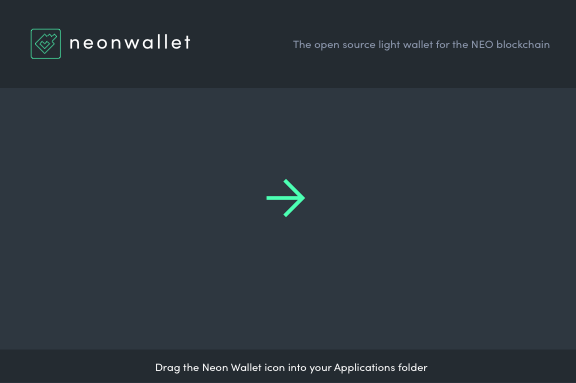 neonwallet
The open source light wallet for the NEO blockchain
Drag the Neon Wallet icon into your Applications folder